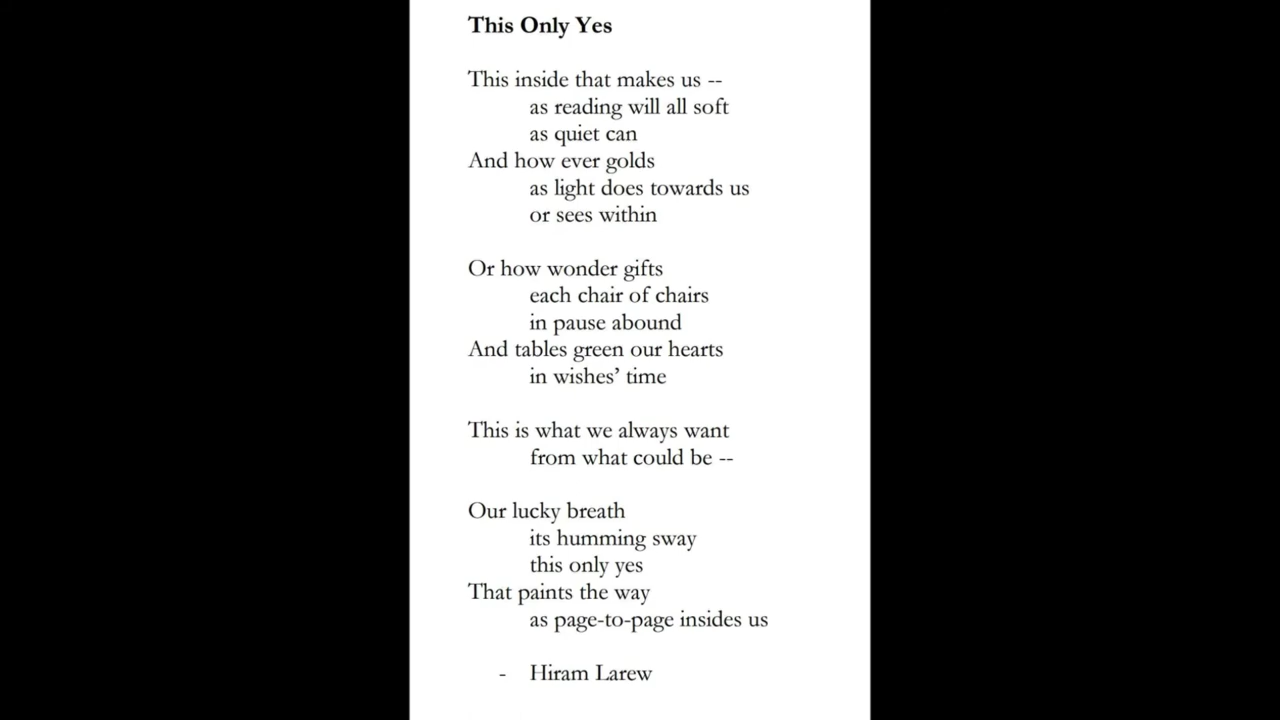 This Only Yes
This inside that makes us --
as reading will all soft
as quiet can
And how ever golds
as light does towards us
or sees within
Or how wonder gifts
each chair of chairs
in pause abound
And tables green our hearts
in wishes’ time
This is what we always want
from what could be --
Our lucky breath
its humming sway
this only yes
That paints the way
as page-to-page insides us
- Hiram Larew